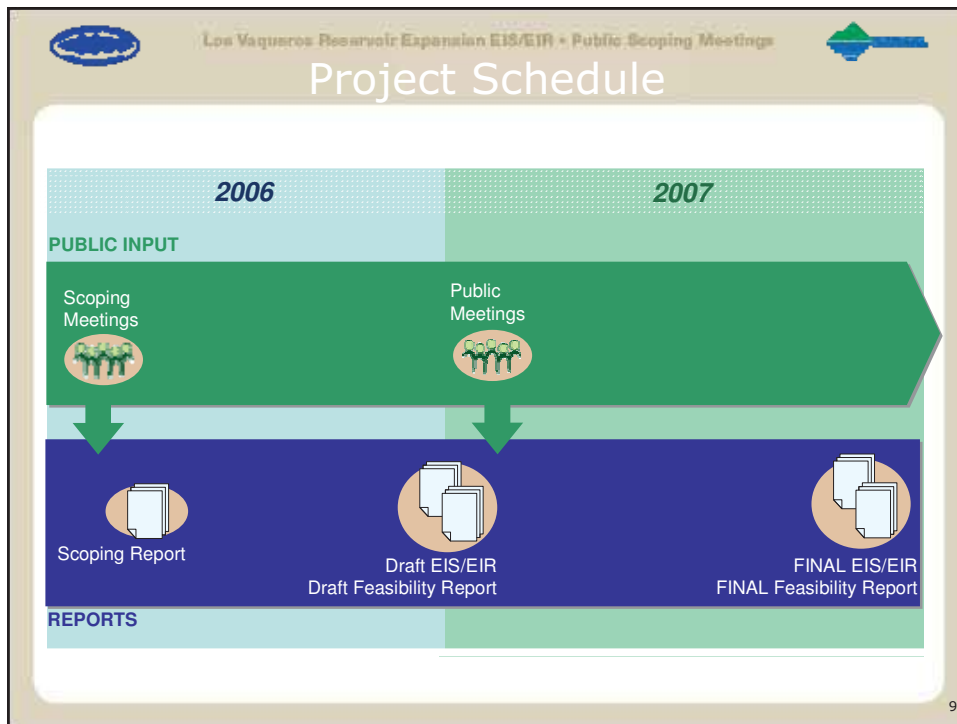 Los Vaqueros Reservoir Expansion EIS/EIR • Public Scoping Meetings
Project Schedule
2006
2007
PUBLIC INPUT
Scoping
Meetings
Public
Meetings
Scoping Report
Draft EIS/EIR
Draft Feasibility Report
FINAL EIS/EIR
FINAL Feasibility Report
REPORTS
9